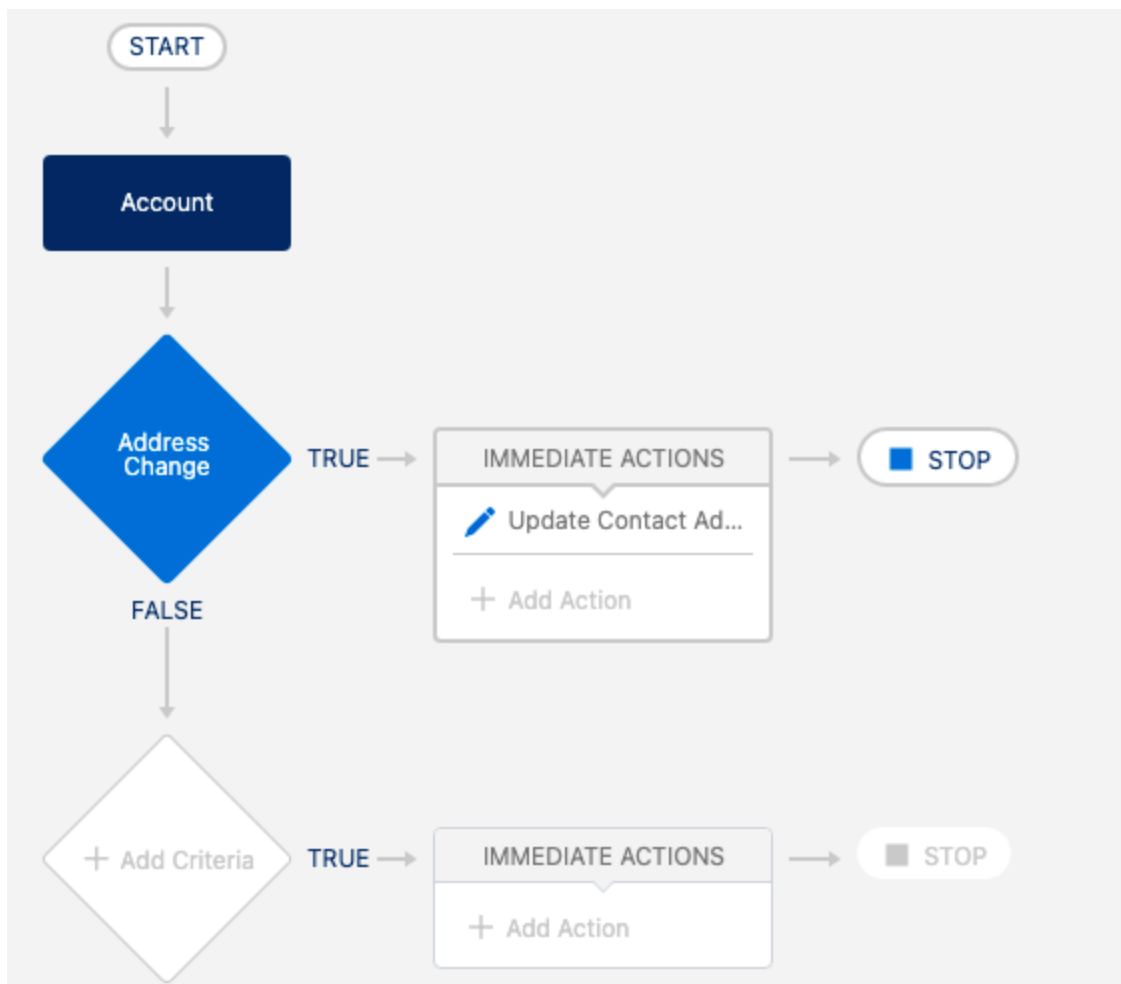 START
Account
Address
Change
TRUE
IMMEDIATE ACTIONS
STOP
Update Contact Ad...
Add Action
FALSE
+ Add Criteria
TRUE
IMMEDIATE ACTIONS
STOP
+ Add Action